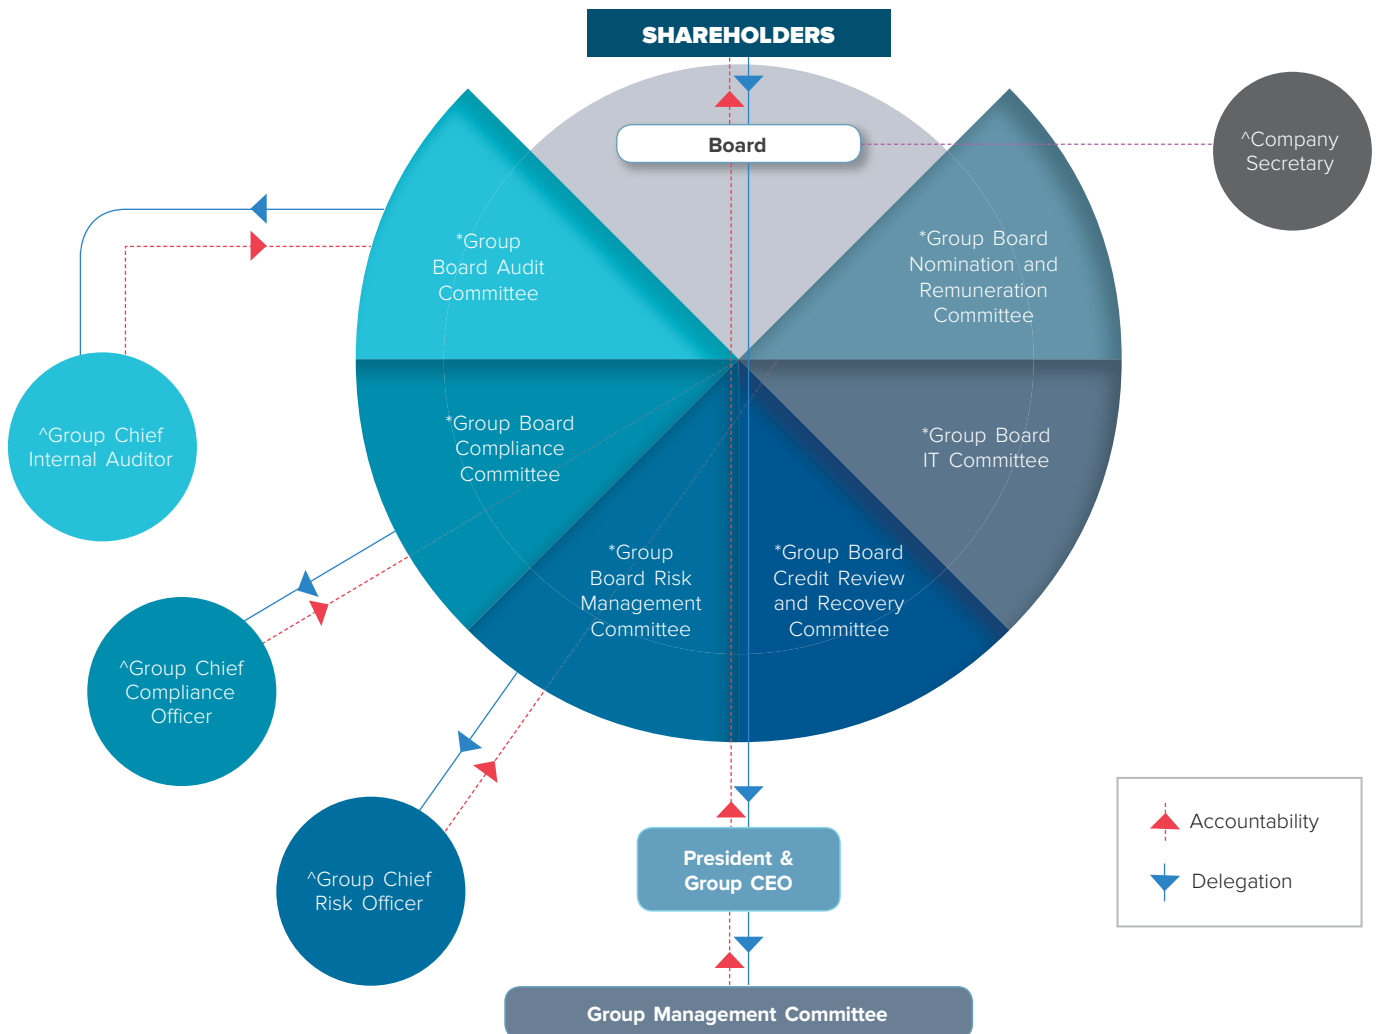 SHAREHOLDERS
Board
^Company
Secretary
*Group
Board Audit
Committee
*Group Board
Nomination and
Remuneration
Committee
^Group Chief
Internal Auditor
*Group Board
Compliance
Committee
*Group Board
IT Committee
*Group
Board Risk
Management
Committee
*Group Board
Credit Review
and Recovery
Committee
^Group Chief
Compliance
Officer
^Group Chief
Risk Officer
President &
Group CEO
Accountability
Delegation
Group Management Committee